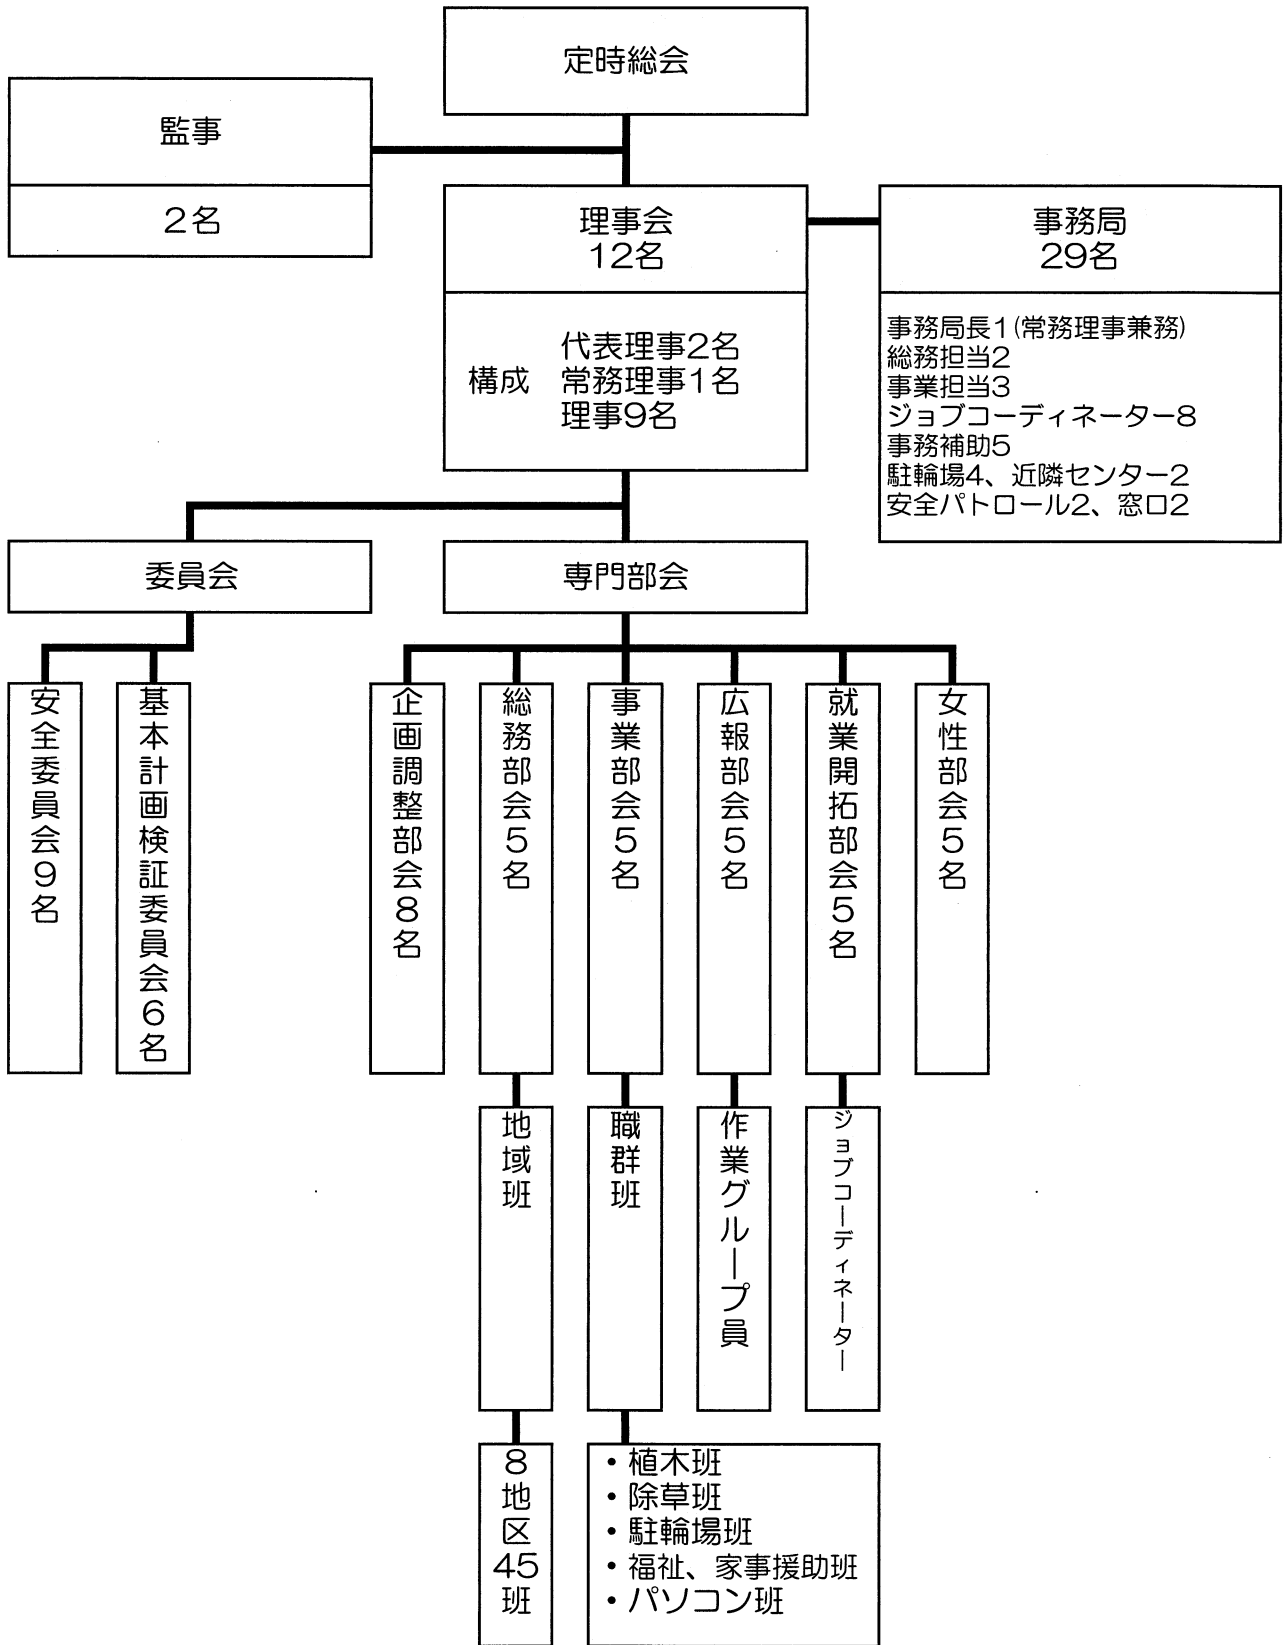 定時総会
監事
2名
理事会
12名
構成
代表理事2名
常務理事1名
理事9名
事務局
29名
事務局長1(常務理事兼務)
総務担当2
事業担当3
ジョブコーディネーター8
事務補助5
駐輪場4、近隣センター2
安全パトロール2、窓口2
委員会
専門部会
安全委員会9名
基本計画検証委員会6名
企画調整部会8名
総務部会5名
事業部会5名
広報部会5名
就業開拓部会5名
女性部会5名
地域班
職群班
作業グループ員
ジョブコーディネーター
8地区45班
・植木班
・除草班
・駐輪場班
・福祉、家事援助班
・パソコン班